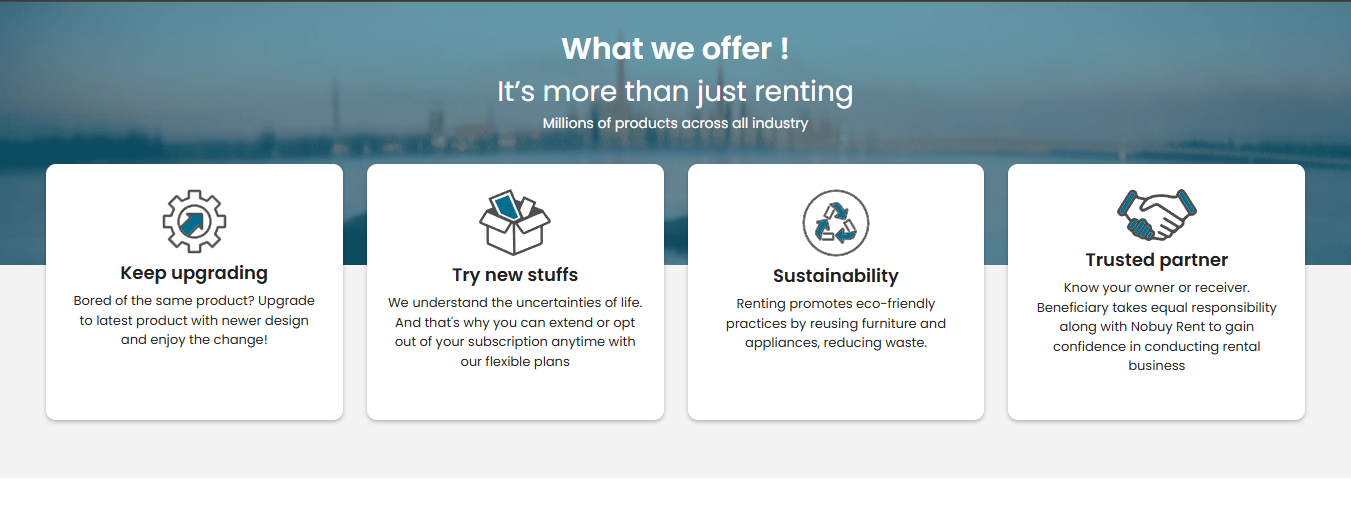 What we offer !
It’s more than just renting
Millions of products across all industry
Keep upgrading
Bored of the same product? Upgrade
to latest product with newer design
and enjoy the change!
Try new stuffs
We understand the uncertainties of life.
And that's why you can extend or opt
out of your subscription anytime with
our flexible plans
Sustainability
Renting promotes eco-friendly
practices by reusing furniture and
appliances, reducing waste.
Trusted partner
Know your owner or receiver.
Beneficiary takes equal responsibility
along with Nobuy Rent to gain
confidence in conducting rental
business